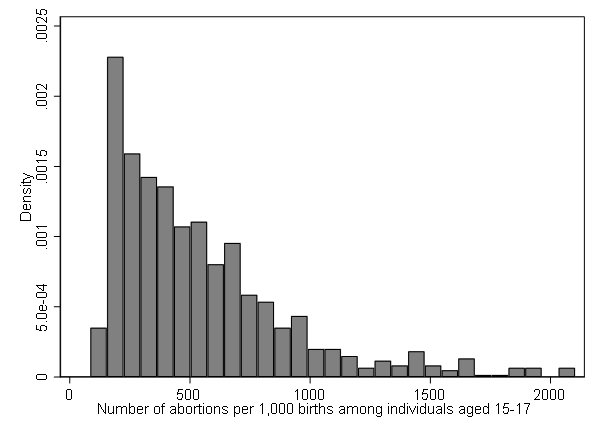 Density
.0025
.002
.0015
.001
5.0e-04
0
0 500 1000 1500 2000
Number of abortions per 1,000 births among individuals aged 15-17